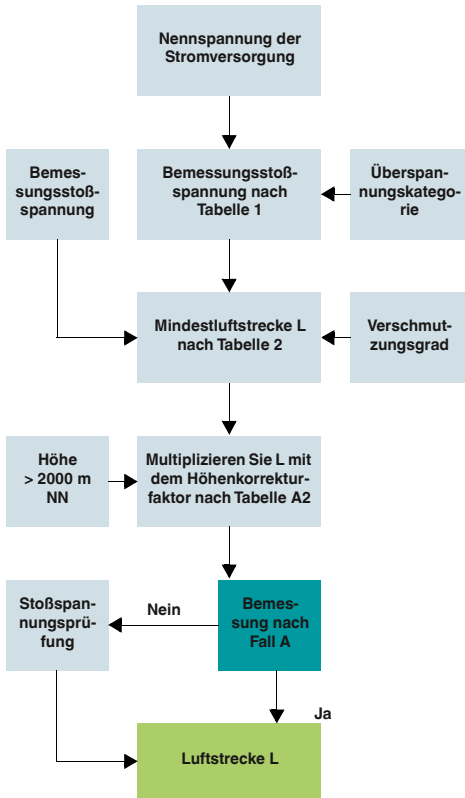 Nennspannung der
Stromversorgung
Bemes-
sungsstoß-
spannung
Bemessungsstoß-
spannung nach
Tabelle 1
Überspan-
nungskatego-
rie
Mindestluftstrecke L
nach Tabelle 2
Verschmut-
zungsgrad
Höhe
> 2000 m
NN
Multiplizieren Sie L mit
dem Höhenkorrektur-
faktor nach Tabelle A2
Stoßspan-
nungsprü-
fung
Nein
Bemes-
sung nach
Fall A
Ja
Luftstrecke L